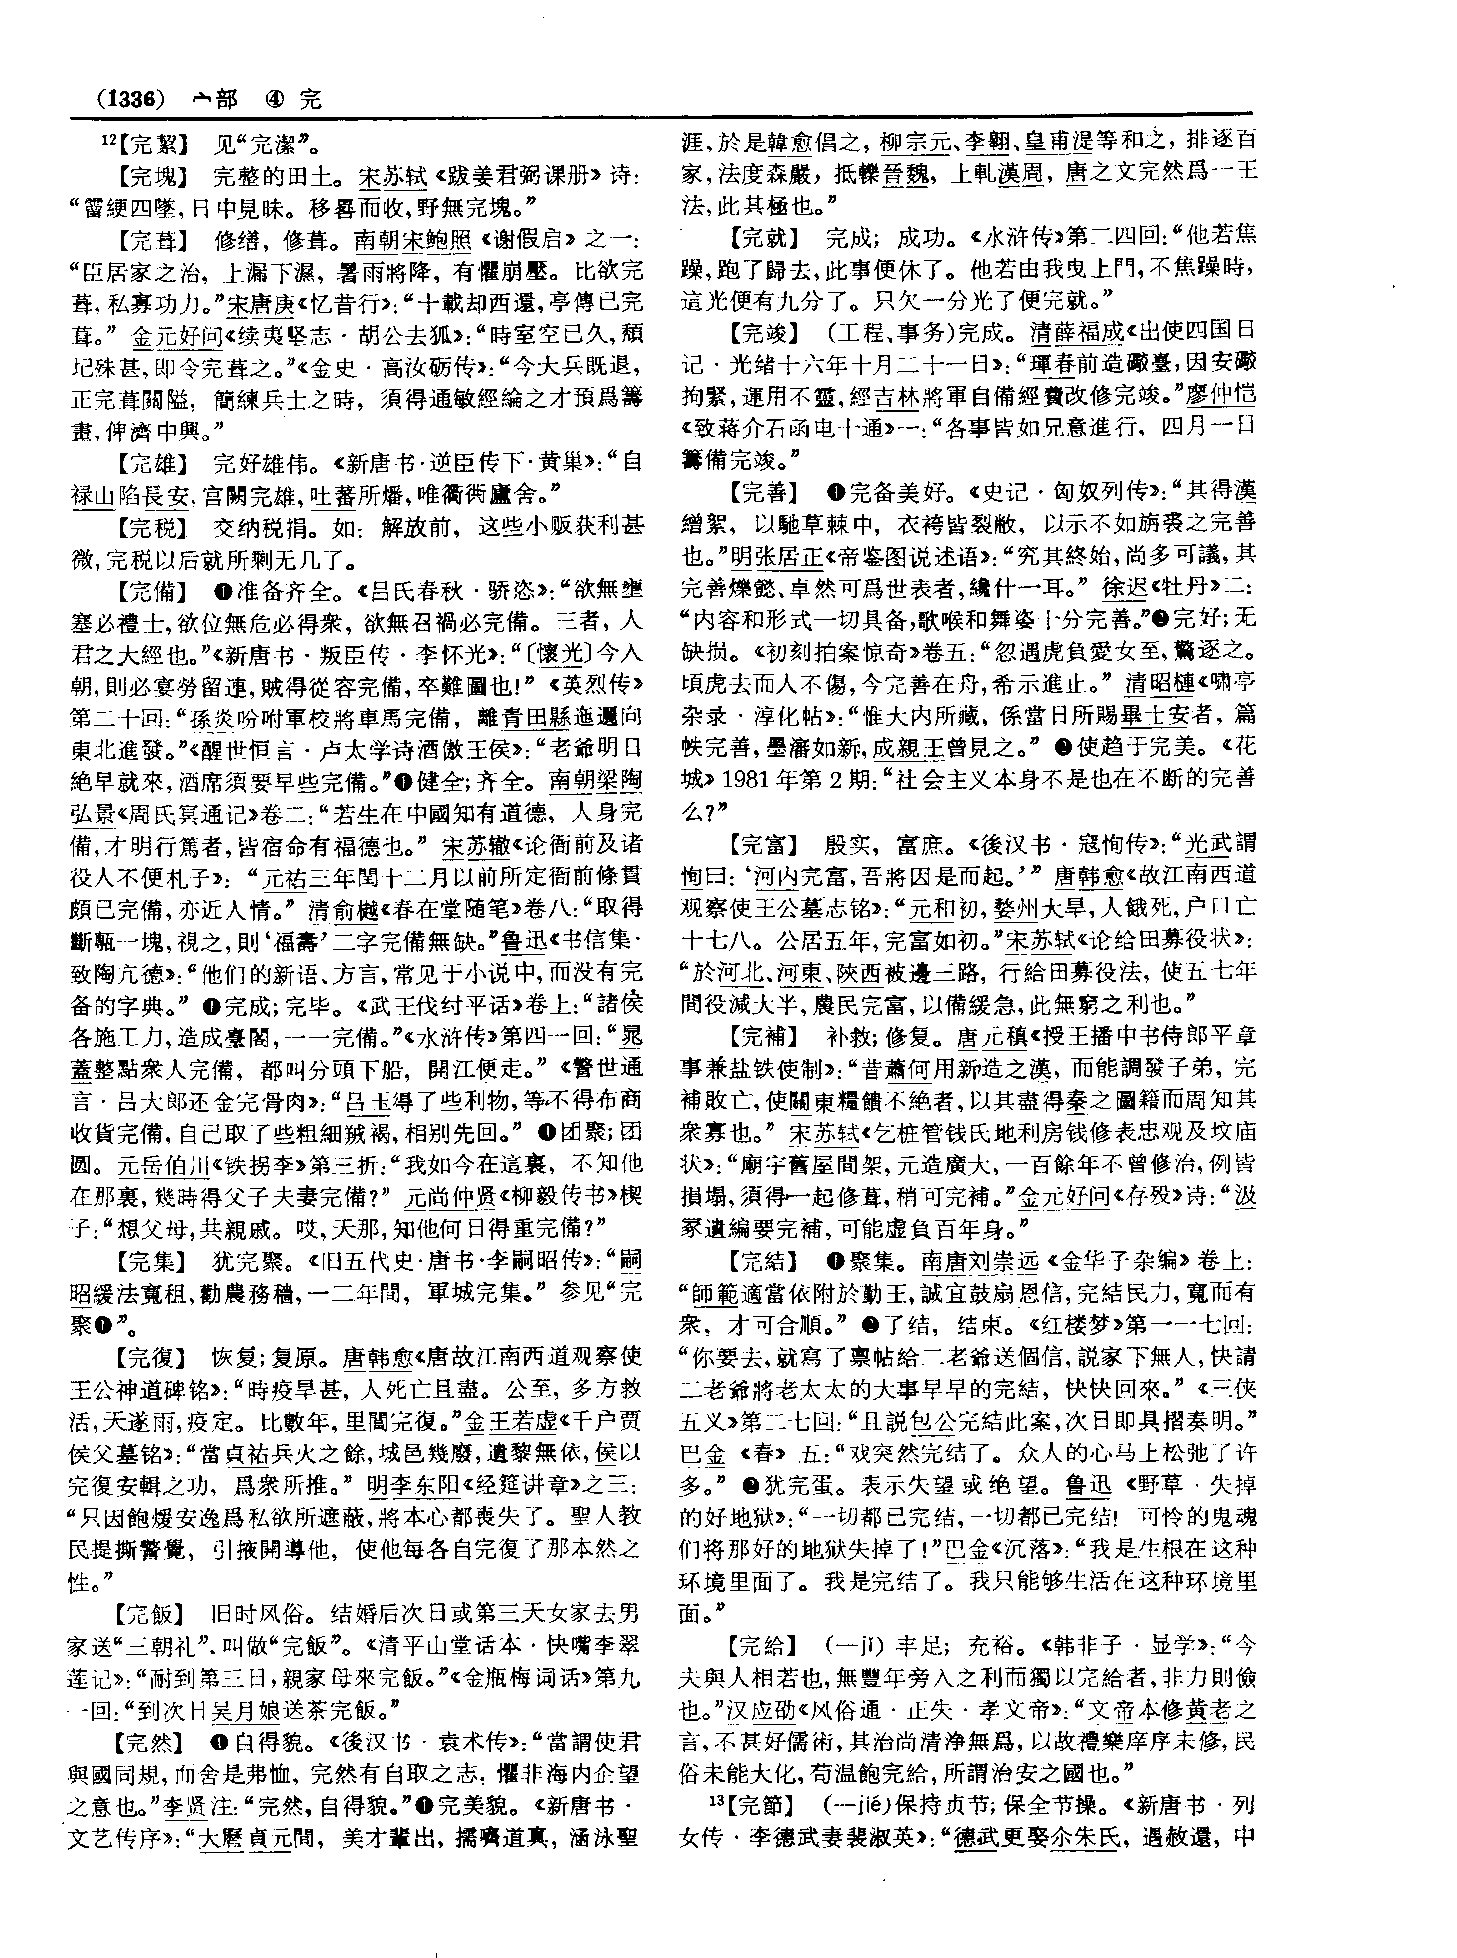 (1336) 宀部 ④ 完
12【完絜】 见“完潔”。
【完塊】 完整的田土。宋苏轼《跋姜君弼课册》诗：
“雷綆四墜，日中見昧。移晷而收，野無完塊。”
【完葺】 修缮，修葺。南朝宋鲍照《谢假启》之一：
“臣居家之治，上漏下濕，暑雨將降，有懼崩壓。比欲完
葺，私募功力。”宋唐庚《忆昔行》：“十載却西還，亭傳已完
葺。” 金元好问《续夷坚志·胡公去狐》：“時室空已久，頹
圮殊甚，即令完葺之。”《金史·高汝砺传》：“今大兵既退，
正完葺關隘，簡練兵士之時，須得通敏經綸之才預爲籌
畫，俾濟中興。”
【完雄】 完好雄伟。《新唐书·逆臣传下·黄巢》：“自
禄山陷長安，宫闕完雄，吐蕃所燔，唯衢衖廬舍。”
【完税】 交纳税捐。如：解放前，这些小贩获利甚
微，完税以后就所剩无几了。
【完備】 ❶准备齐全。《吕氏春秋·骄恣》：“欲無壅
塞必禮士，欲位無危必得衆，欲無召禍必完備。三者，人
君之大經也。”《新唐书·叛臣传·李怀光》：“〔懷光〕今入
朝，則必宴勞留連，賊得從容完備，卒難圖也！” 《英烈传》
第二十回：“孫炎吩咐軍校將車馬完備，離青田縣迤邐向
東北進發。”《醒世恒言·卢太学诗酒傲王侯》：“老爺明日
絶早就來，酒席須要早些完備。”❷健全；齐全。南朝梁陶
弘景《周氏冥通记》卷二：“若生在中國知有道德，人身完
備，才明行篤者，皆宿命有福德也。” 宋苏辙《论衙前及诸
役人不便札子》：“元祐三年閏十二月以前所定衙前條貫
頗已完備，亦近人情。” 清俞樾《春在堂随笔》卷八：“取得
斷甎一塊，視之，則‘福壽’二字完備無缺。”鲁迅《书信集·
致陶亢德》：“他们的新语、方言，常见于小说中，而没有完
备的字典。” ❸完成；完毕。《武王伐纣平话》卷上：“諸侯
各施工力，造成臺閣，一一完備。”《水浒传》第四一回：“晁
蓋整點衆人完備，都叫分頭下船，開江便走。” 《警世通
言·吕大郎还金完骨肉》：“吕玉得了些利物，等不得布商
收貨完備，自己取了些粗細羢褐，相别先回。” ❹团聚；团
圆。元岳伯川《铁拐李》第三折：“我如今在這裏，不知他
在那裏，幾時得父子夫妻完備？” 元尚仲贤《柳毅传书》楔
子：“想父母，共親戚。哎，天那，知他何日得重完備？”
【完集】 犹完聚。《旧五代史·唐书·李嗣昭传》：“嗣
昭緩法寬租，勸農務穡，一二年間，軍城完集。” 参见“完
聚❶”。
【完復】 恢复；复原。唐韩愈《唐故江南西道观察使
王公神道碑铭》：“時疫旱甚，人死亡且盡。公至，多方救
活，天遂雨，疫定。比數年，里閭完復。”金王若虚《千户贾
侯父墓铭》：“當貞祐兵火之餘，城邑幾廢，遺黎無依，侯以
完復安輯之功，爲衆所推。” 明李东阳《经筵讲章》之三：
“只因飽煖安逸爲私欲所遮蔽，將本心都喪失了。聖人教
民提撕警覺，引掖開導他，使他每各自完復了那本然之
性。”
【完飯】 旧时风俗。结婚后次日或第三天女家去男
家送“三朝礼”，叫做“完飯”。《清平山堂话本·快嘴李翠
莲记》：“耐到第三日，親家母來完飯。”《金瓶梅词话》第九
一回：“到次日吴月娘送茶完飯。”
【完然】 ❶自得貌。《後汉书·袁术传》：“當謂使君
與國同規，而舍是弗恤，完然有自取之志，懼非海内企望
之意也。”李贤注：“完然，自得貌。”❷完美貌。《新唐书·
文艺传序》：“大曆貞元間，美才輩出，擩嚌道真，涵泳聖
涯，於是韓愈倡之，柳宗元、李翱、皇甫湜等和之，排逐百
家，法度森嚴，抵轢晉魏，上軋漢周，唐之文完然爲一王
法，此其極也。”
【完就】 完成；成功。《水浒传》第二四回：“他若焦
躁，跑了歸去，此事便休了。他若由我曳上門，不焦躁時，
這光便有九分了。只欠一分光了便完就。”
【完竣】 （工程、事务）完成。清薛福成《出使四国日
记·光绪十六年十月二十一日》：“琿春前造礮臺，因安礮
拘緊，運用不靈，經吉林將軍自備經費改修完竣。”廖仲恺
《致蒋介石函电十通》一：“各事皆如兄意進行，四月一日
籌備完竣。”
【完善】 ❶完备美好。《史记·匈奴列传》：“其得漢
繒絮，以馳草棘中，衣袴皆裂敝，以示不如旃裘之完善
也。”明张居正《帝鉴图说述语》：“究其終始，尚多可議，其
完善爍懿、卓然可爲世表者，纔什一耳。” 徐迟《牡丹》二：
“内容和形式一切具备，歌喉和舞姿十分完善。”❷完好；无
缺损。《初刻拍案惊奇》卷五：“忽遇虎負愛女至，驚逐之。
頃虎去而人不傷，今完善在舟，希示進止。” 清昭梿《啸亭
杂录·淳化帖》：“惟大内所藏，係當日所賜畢士安者，篇
帙完善，墨瀋如新，成親王曾見之。” ❸使趋于完美。《花
城》1981年第2期：“社会主义本身不是也在不断的完善
么？”
【完富】 殷实，富庶。《後汉书·寇恂传》：“光武謂
恂曰：‘河内完富，吾將因是而起。’” 唐韩愈《故江南西道
观察使王公墓志铭》：“元和初，婺州大旱，人餓死，户口亡
十七八。公居五年，完富如初。”宋苏轼《论给田募役状》：
“於河北、河東、陝西被邊三路，行給田募役法，使五七年
間役減大半，農民完富，以備緩急，此無窮之利也。”
【完補】 补救；修复。唐元稹《授王播中书侍郎平章
事兼盐铁使制》：“昔蕭何用新造之漢，而能調發子弟，完
補敗亡，使關東糧饋不絶者，以其盡得秦之圖籍而周知其
衆寡也。” 宋苏轼《乞桩管钱氏地利房钱修表忠观及坟庙
状》：“廟宇舊屋間架，元造廣大，一百餘年不曾修治，例皆
損塌，須得一起修葺，稍可完補。”金元好问《存殁》诗：“汲
冢遺編要完補，可能虚負百年身。”
【完結】 ❶聚集。南唐刘崇远《金华子杂编》卷上：
“師範適當依附於勤王，誠宜鼓扇恩信，完結民力，寬而有
衆，才可合順。” ❷了结，结束。《红楼梦》第一一七回：
“你要去，就寫了禀帖給二老爺送個信，説家下無人，快請
二老爺將老太太的大事早早的完結，快快回來。” 《三侠
五义》第二七回：“且説包公完結此案，次日即具摺奏明。”
巴金《春》五：“戏突然完结了。众人的心马上松弛了许
多。” ❸犹完蛋。表示失望或绝望。鲁迅《野草·失掉
的好地狱》：“一切都已完结，一切都已完结！可怜的鬼魂
们将那好的地狱失掉了！”巴金《沉落》：“我是生根在这种
环境里面了。我是完结了。我只能够生活在这种环境里
面。”
【完給】 （—jǐ）丰足；充裕。《韩非子·显学》：“今
夫與人相若也，無豐年旁入之利而獨以完給者，非力則儉
也。”汉应劭《风俗通·正失·孝文帝》：“文帝本修黄老之
言，不甚好儒術，其治尚清浄無爲，以故禮樂庠序未修，民
俗未能大化，苟温飽完給，所謂治安之國也。”
13【完節】 （—jié）保持贞节；保全节操。《新唐书·列
女传·李德武妻裴淑英》：“德武更娶尒朱氏，遇赦還，中